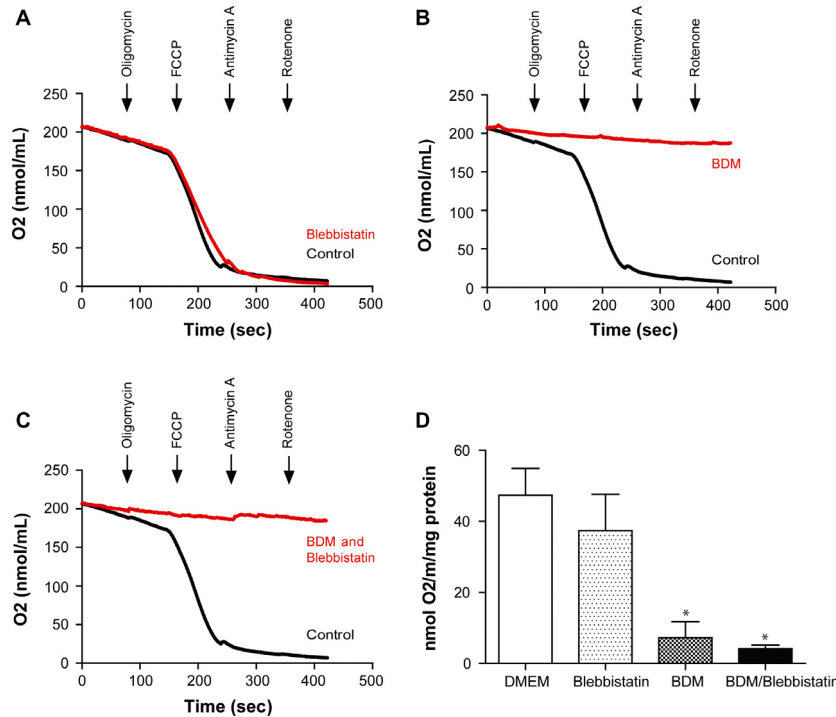 A
Oligomycin
FCCP
Antimycin A
Rotenone
250
200
150
100
50
0
O2 (nmol/mL)
Blebbistatin
Control
0 100 200 300 400 500
Time (sec)
B
Oligomycin
FCCP
Antimycin A
Rotenone
250
200
150
100
50
0
O2 (nmol/mL)
BDM
Control
0 100 200 300 400 500
Time (sec)
C
Oligomycin
FCCP
Antimycin A
Rotenone
250
200
150
100
50
0
O2 (nmol/mL)
BDM and
Blebbistatin
Control
0 100 200 300 400 500
Time (sec)
D
60
40
20
0
nmol O2/m/mg protein
* *
DMEM Blebbistatin BDM BDM/Blebbistatin